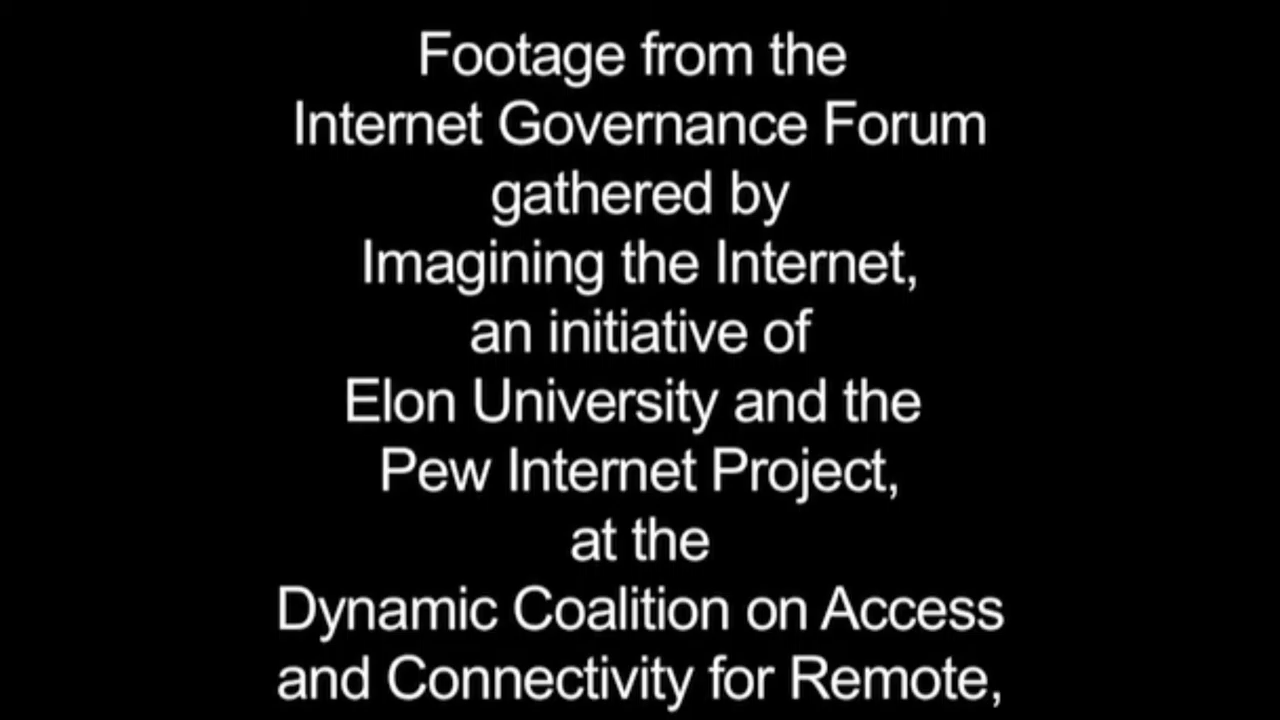 Footage from the
Internet Governance Forum
gathered by
Imagining the Internet,
an initiative of
Elon University and the
Pew Internet Project,
at the
Dynamic Coalition on Access
and Connectivity for Remote,